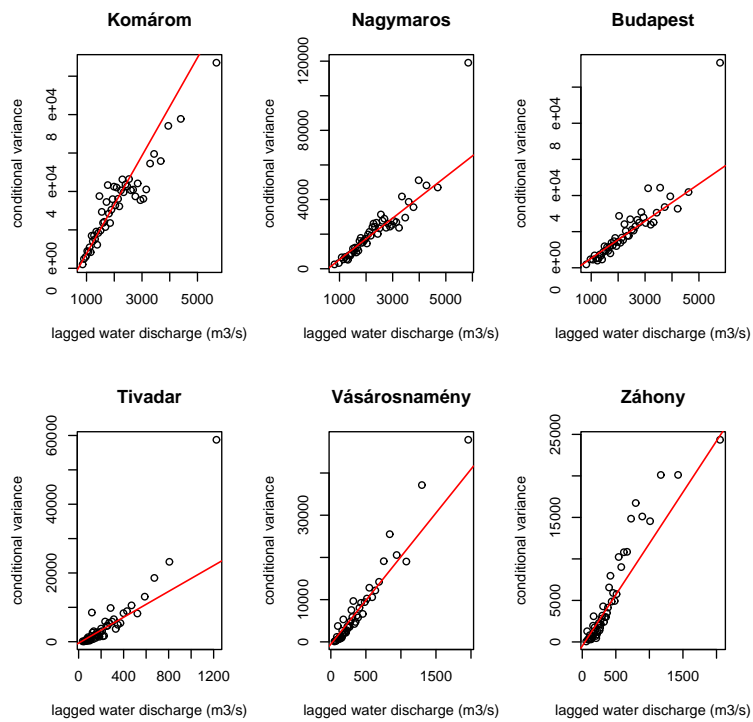 Komárom
conditional variance
0 e+00 4 e+04 8 e+04
1000 3000 5000
lagged water discharge (m3/s)
Nagymaros
conditional variance
0 40000 80000 120000
1000 3000 5000
lagged water discharge (m3/s)
Budapest
conditional variance
0 e+00 4 e+04 8 e+04
1000 3000 5000
lagged water discharge (m3/s)
Tivadar
conditional variance
0 20000 40000 60000
0 400 800 1200
lagged water discharge (m3/s)
Vásárosnamény
conditional variance
0 10000 30000
0 500 1500
lagged water discharge (m3/s)
Záhony
conditional variance
0 5000 15000 25000
0 500 1500
lagged water discharge (m3/s)